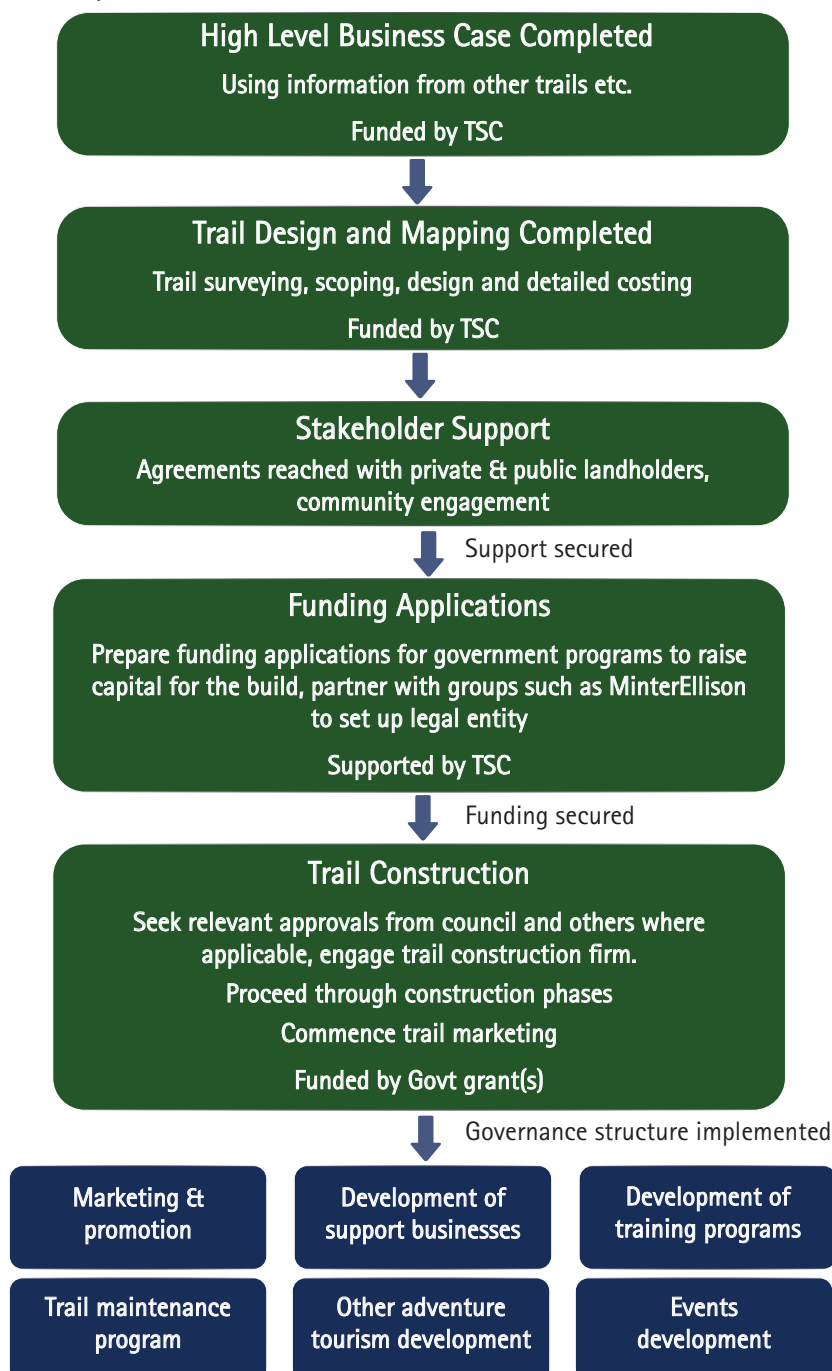 High Level Business Case Completed
Using information from other trails etc.
Funded by TSC
Trail Design and Mapping Completed
Trail surveying, scoping, design and detailed costing
Funded by TSC
Stakeholder Support
Agreements reached with private & public landholders,
community engagement
Support secured
Funding Applications
Prepare funding applications for government programs to raise
capital for the build, partner with groups such as MinterEllison
to set up legal entity
Supported by TSC
Funding secured
Trail Construction
Seek relevant approvals from council and others where
applicable, engage trail construction firm.
Proceed through construction phases
Commence trail marketing
Funded by Govt grant(s)
Governance structure implemented
Marketing &
promotion
Development of
support businesses
Development of
training programs
Trail maintenance
program
Other adventure
tourism development
Events
development